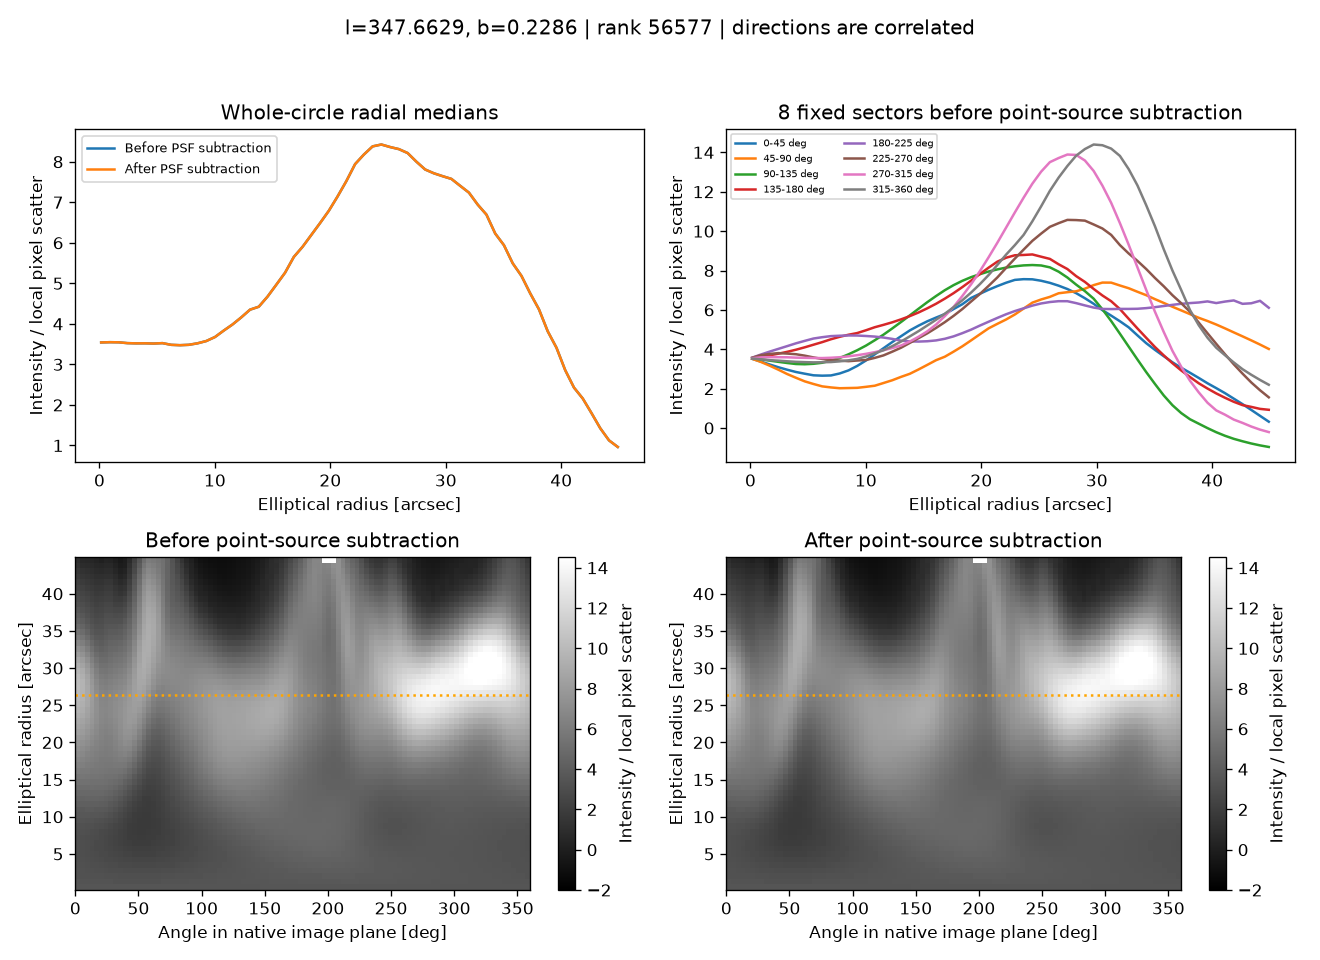 l=347.6629, b=0.2286 | rank 56577 | directions are correlated
Whole-circle radial medians
Before PSF subtraction
After PSF subtraction
Intensity / local pixel scatter
8
7
6
5
4
3
2
1
0 10 20 30 40
Elliptical radius [arcsec]
8 fixed sectors before point-source subtraction
0-45 deg
45-90 deg
90-135 deg
135-180 deg
180-225 deg
225-270 deg
270-315 deg
315-360 deg
Intensity / local pixel scatter
14
12
10
8
6
4
2
0
0 10 20 30 40
Elliptical radius [arcsec]
Before point-source subtraction
Elliptical radius [arcsec]
40
35
30
25
20
15
10
5
0 50 100 150 200 250 300 350
Angle in native image plane [deg]
14
12
10
8
6
4
2
0
−2
Intensity / local pixel scatter
After point-source subtraction
Elliptical radius [arcsec]
40
35
30
25
20
15
10
5
0 50 100 150 200 250 300 350
Angle in native image plane [deg]
14
12
10
8
6
4
2
0
−2
Intensity / local pixel scatter